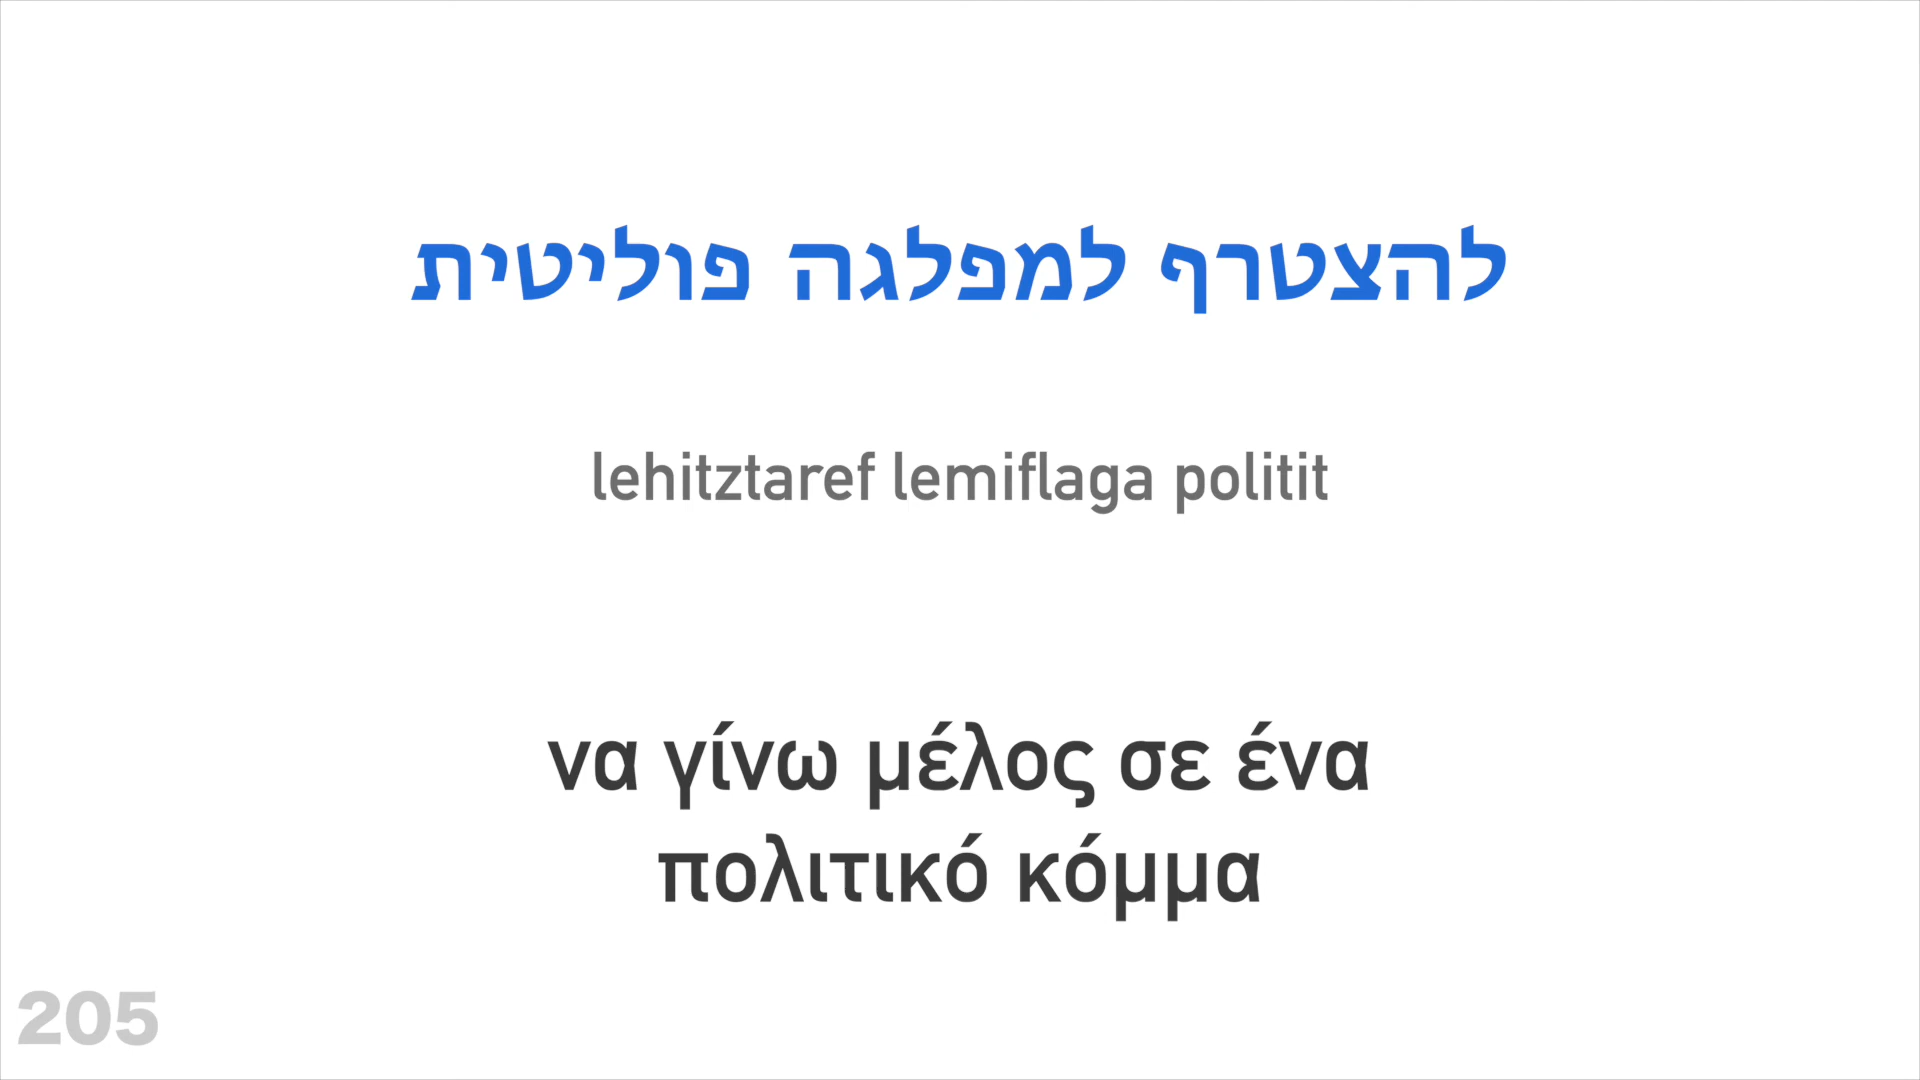 להצטרף למפלגה פוליטית
lehitztaref lemiflaga politit
να γίνω μέλος σε ένα
πολιτικό κόμμα
205